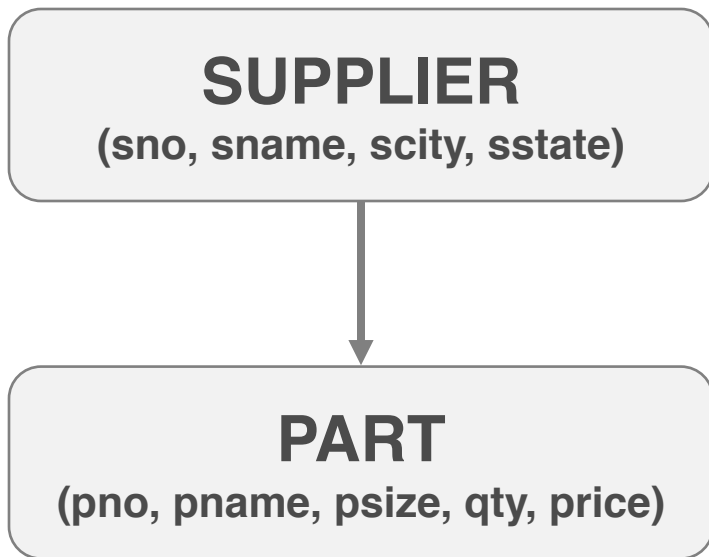 SUPPLIER
(sno, sname, scity, sstate)
PART
(pno, pname, psize, qty, price)